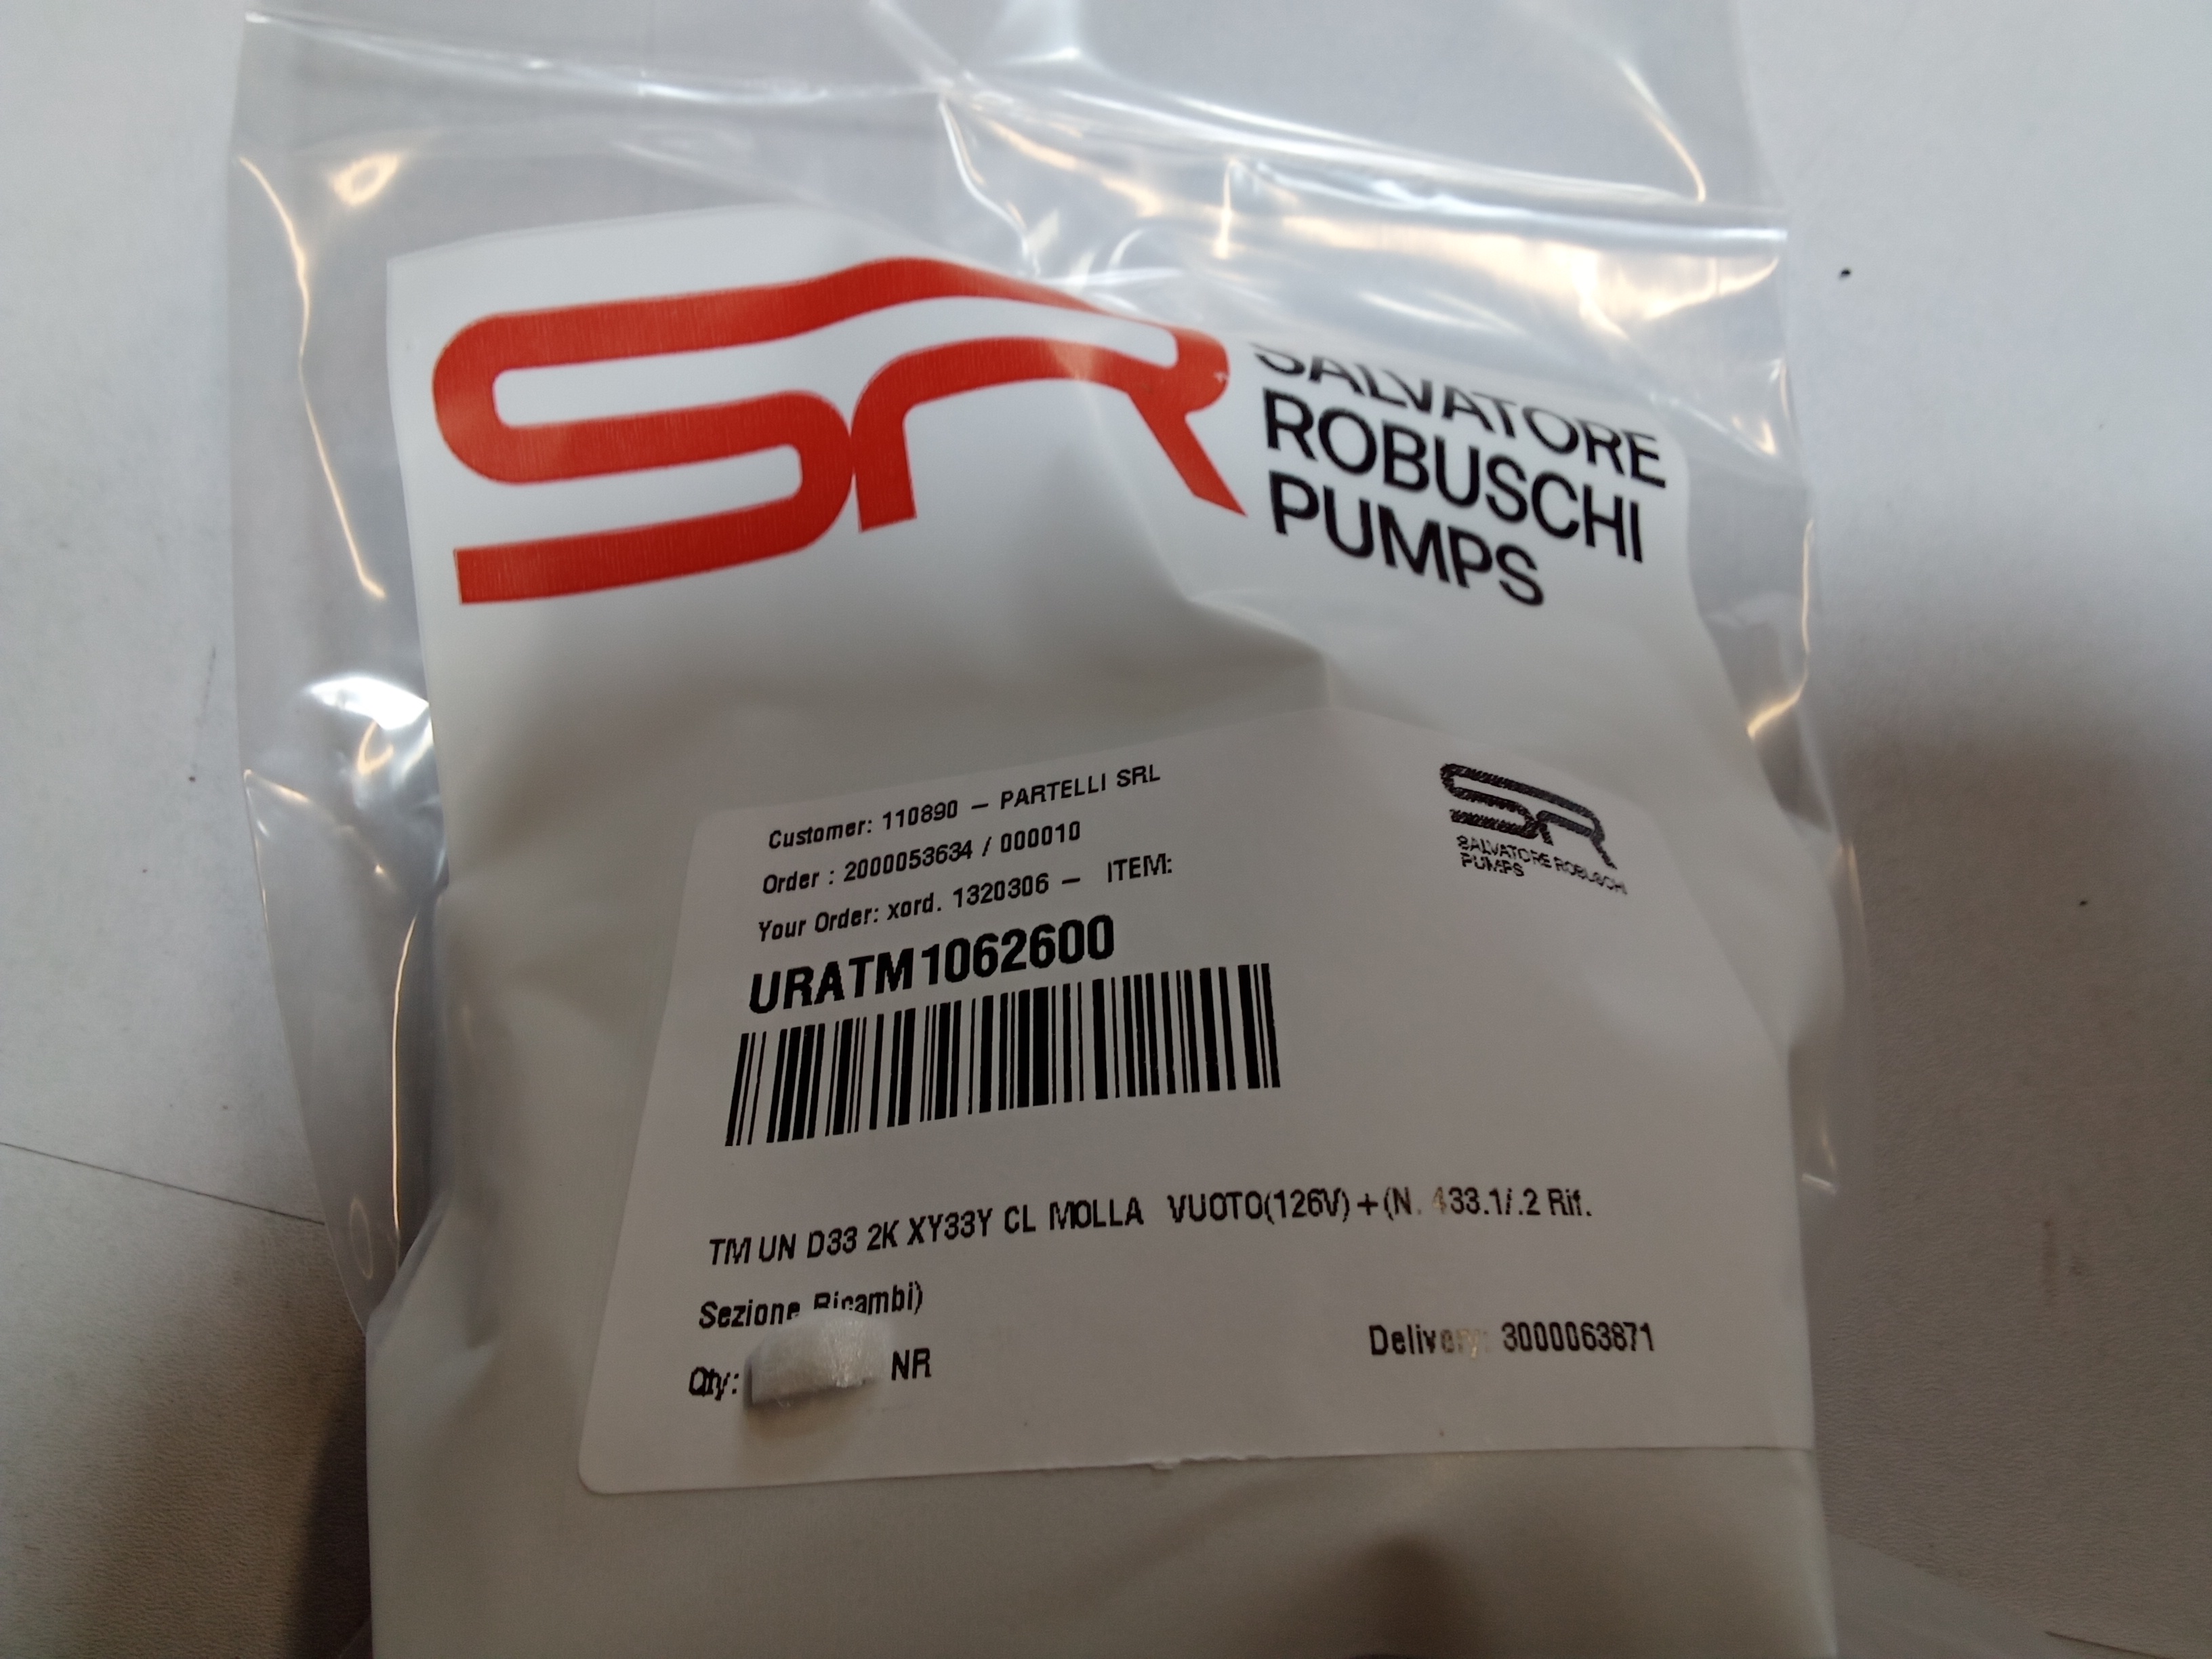 SR
SALVATORE
ROBUSCHI
PUMPS
Customer: 110890 – PARTELLI SRL
Order : 2000053634 / 000010
Your Order: xord. 1320306 – ITEM:
SR
SALVATORE ROBUSCHI
PUMPS
URATM1062600
TM UN D33 2K XY33Y CL MOLLA VUOTO(126V)+(N. 433.1/.2 Rif.
Sezione Ricambi)
Qty: NR
Delivery: 3000063871